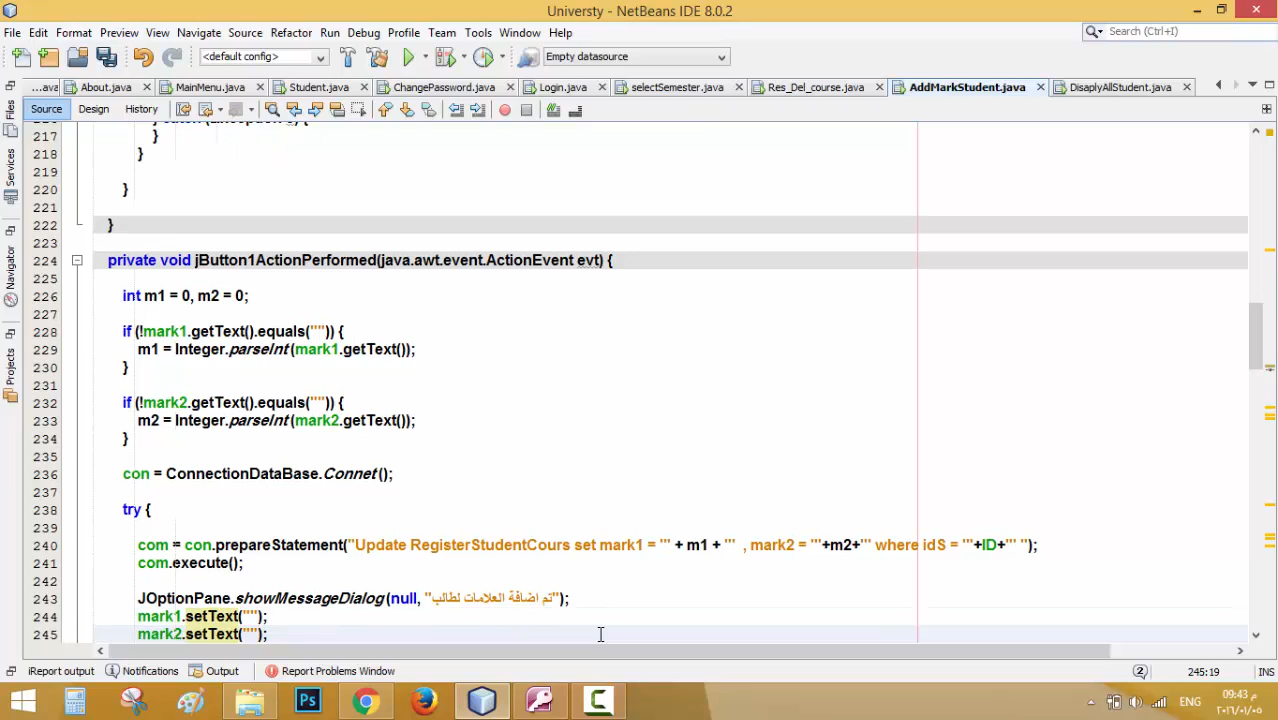 Universty - NetBeans IDE 8.0.2
File Edit Format Preview View Navigate Source Refactor Run Debug Profile Team Tools Window Help
Search (Ctrl+I)
<default config> Empty datasource
...ava About.java MainMenu.java Student.java ChangePassword.java Login.java selectSemester.java Res_Del_course.java AddMarkStudent.java DisaplyAllStudent.java
Source Design History
Files
Services
Navigator
Projects
217 }
218 }
219
220 }
221
222 }
223
224 private void jButton1ActionPerformed(java.awt.event.ActionEvent evt) {
225
226 int m1 = 0, m2 = 0;
227
228 if (!mark1.getText().equals("")) {
229 m1 = Integer.parseInt(mark1.getText());
230 }
231
232 if (!mark2.getText().equals("")) {
233 m2 = Integer.parseInt(mark2.getText());
234 }
235
236 con = ConnectionDataBase.Connet();
237
238 try {
239
240 com = con.prepareStatement("Update RegisterStudentCours set mark1 = '" + m1 + "' , mark2 = '"+m2+"' where idS = '"+ID+"' ");
241 com.execute();
242
243 JOptionPane.showMessageDialog(null, "تم اضافة العلامات لطالب");
244 mark1.setText("");
245 mark2.setText("");
iReport output Notifications Output Report Problems Window 2 245:19 INS
Ps ENG 09:43 م
٢٠١٦/٠١/٠٥